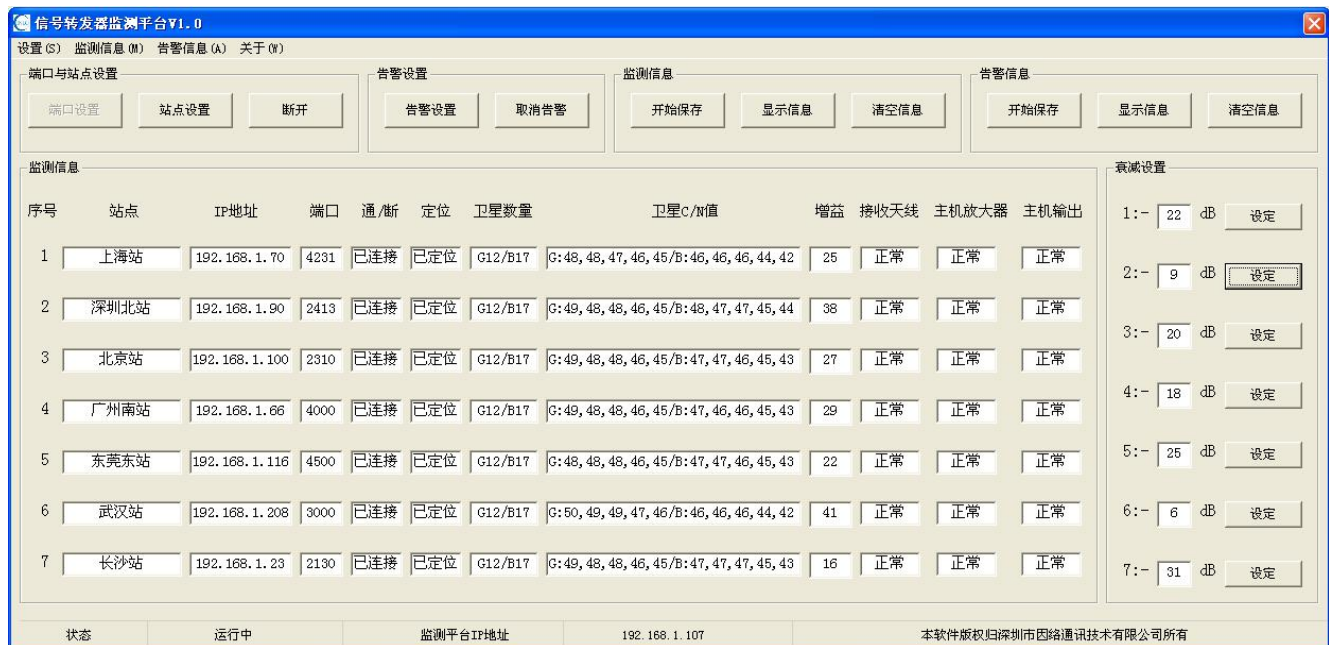 信号转发器监测平台V1.0
设置(S) 监测信息(M) 告警信息(A) 关于(W)
端口与站点设置 告警设置 监测信息 告警信息
端口设置 站点设置 断开 告警设置 取消告警 开始保存 显示信息 清空信息 开始保存 显示信息 清空信息
监测信息 衰减设置
序号 站点 IP地址 端口 通/断 定位 卫星数量 卫星C/N值 增益 接收天线 主机放大器 主机输出
1:- 22 dB 设定
1 上海站 192.168.1.70 4231 已连接 已定位 G12/B17 G:48,48,47,46,45/B:46,46,46,44,42 25 正常 正常 正常
2:- 9 dB 设定
2 深圳北站 192.168.1.90 2413 已连接 已定位 G12/B17 G:49,48,48,46,45/B:48,47,47,45,44 38 正常 正常 正常
3:- 20 dB 设定
3 北京站 192.168.1.100 2310 已连接 已定位 G12/B17 G:49,48,48,46,45/B:47,47,46,45,43 27 正常 正常 正常
4:- 18 dB 设定
4 广州南站 192.168.1.66 4000 已连接 已定位 G12/B17 G:49,48,48,46,45/B:47,46,46,45,43 29 正常 正常 正常
5:- 25 dB 设定
5 东莞东站 192.168.1.116 4500 已连接 已定位 G12/B17 G:48,48,48,46,45/B:47,47,46,45,43 22 正常 正常 正常
6:- 6 dB 设定
6 武汉站 192.168.1.208 3000 已连接 已定位 G12/B17 G:50,49,49,47,46/B:46,46,46,44,42 41 正常 正常 正常
7 长沙站 192.168.1.23 2130 已连接 已定位 G12/B17 G:49,48,48,46,45/B:47,47,47,45,43 16 正常 正常 正常
7:- 31 dB 设定
状态 运行中 监测平台IP地址 192.168.1.107 本软件版权归深圳市因络通讯技术有限公司所有